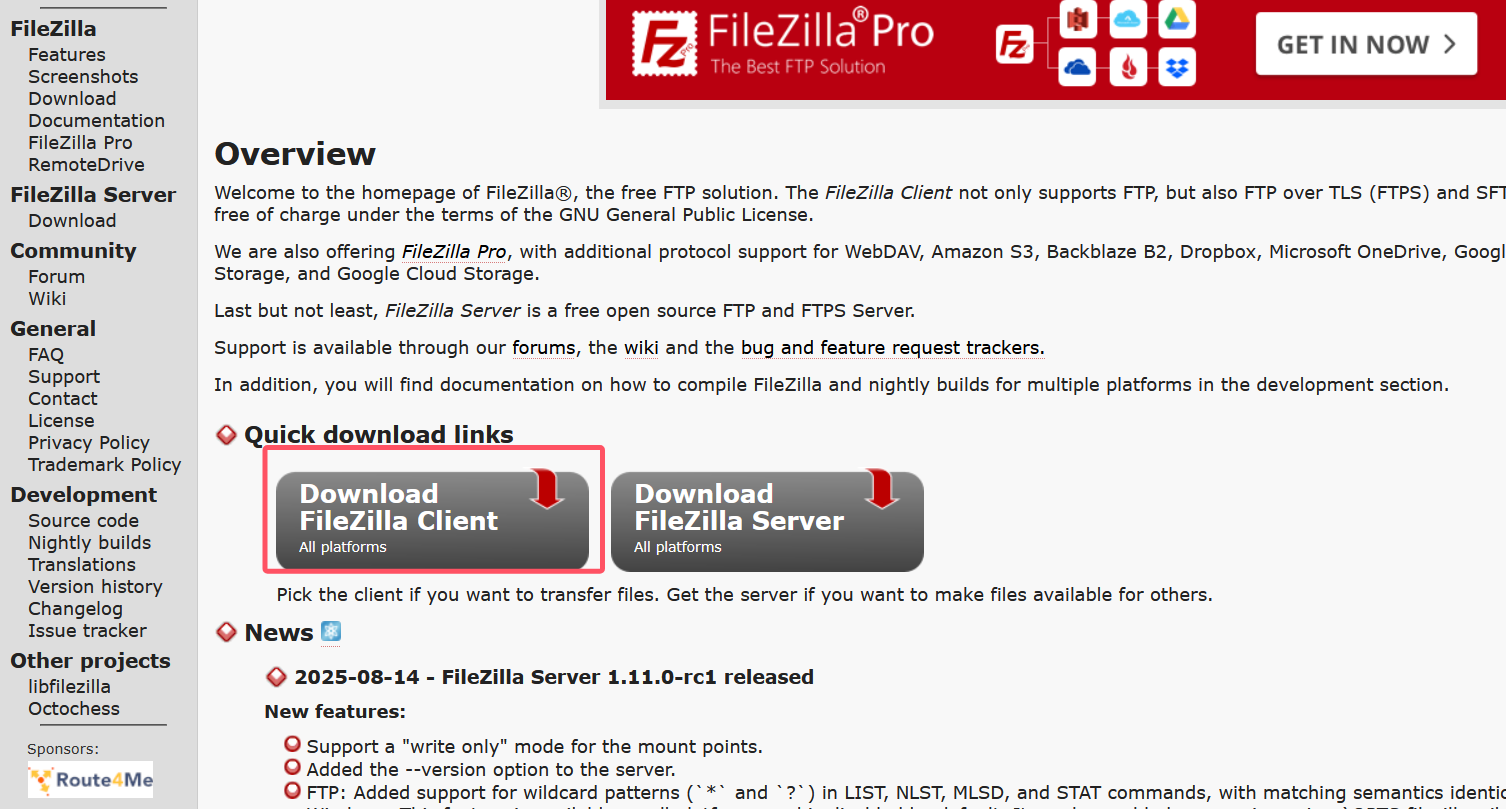 FileZilla
Features
Screenshots
Download
Documentation
FileZilla Pro
RemoteDrive
FileZilla Server
Download
Community
Forum
Wiki
General
FAQ
Support
Contact
License
Privacy Policy
Trademark Policy
Development
Source code
Nightly builds
Translations
Version history
Changelog
Issue tracker
Other projects
libfilezilla
Octochess
Sponsors:
Route4Me
FileZilla®Pro
The Best FTP Solution
GET IN NOW
Overview
Welcome to the homepage of FileZilla®, the free FTP solution. The FileZilla Client not only supports FTP, but also FTP over TLS (FTPS) and
free of charge under the terms of the GNU General Public License.
We are also offering FileZilla Pro, with additional protocol support for WebDAV, Amazon S3, Backblaze B2, Dropbox, Microsoft OneDrive,
Storage, and Google Cloud Storage.
Last but not least, FileZilla Server is a free open source FTP and FTPS Server.
Support is available through our forums, the wiki and the bug and feature request trackers.
In addition, you will find documentation on how to compile FileZilla and nightly builds for multiple platforms in the development section.
Quick download links
Download
FileZilla Client
All platforms
Download
FileZilla Server
All platforms
Pick the client if you want to transfer files. Get the server if you want to make files available for others.
News
2025-08-14 - FileZilla Server 1.11.0-rc1 released
New features:
Support a "write only" mode for the mount points.
Added the --version option to the server.
FTP: Added support for wildcard patterns (`*` and `?`) in LIST, NLST, MLSD, and STAT commands, with matching semantics